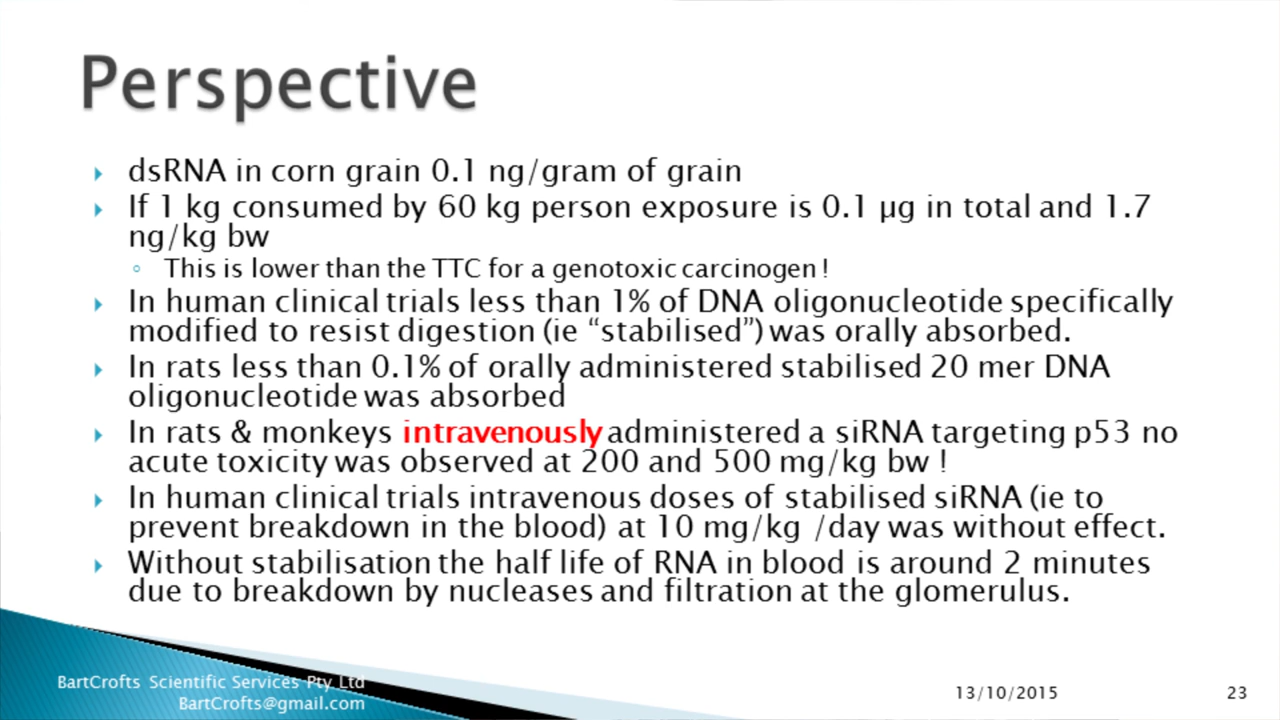 Perspective
dsRNA in corn grain 0.1 ng/gram of grain
If 1 kg consumed by 60 kg person exposure is 0.1 µg in total and 1.7
ng/kg bw
This is lower than the TTC for a genotoxic carcinogen !
In human clinical trials less than 1% of DNA oligonucleotide specifically
modified to resist digestion (ie “stabilised”) was orally absorbed.
In rats less than 0.1% of orally administered stabilised 20 mer DNA
oligonucleotide was absorbed
In rats & monkeys intravenously administered a siRNA targeting p53 no
acute toxicity was observed at 200 and 500 mg/kg bw !
In human clinical trials intravenous doses of stabilised siRNA (ie to
prevent breakdown in the blood) at 10 mg/kg /day was without effect.
Without stabilisation the half life of RNA in blood is around 2 minutes
due to breakdown by nucleases and filtration at the glomerulus.
BartCrofts Scientific Services Pty Ltd
BartCrofts@gmail.com
13/10/2015
23